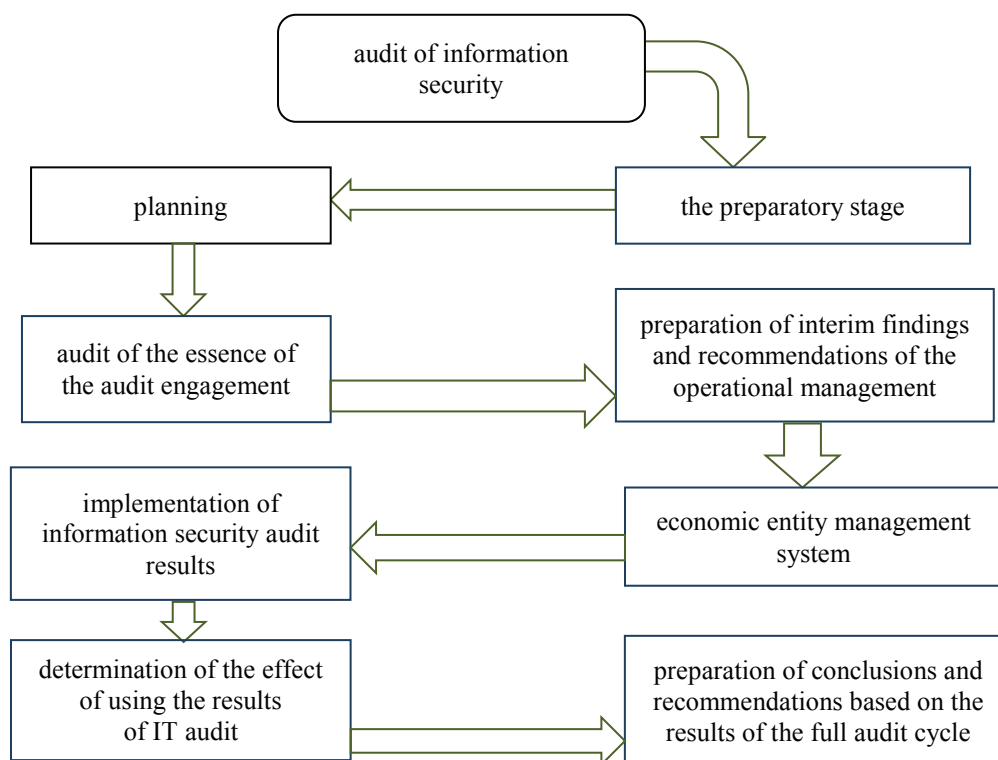 audit of information
security
the preparatory stage
planning
audit of the essence of
the audit engagement
preparation of interim findings
and recommendations of the
operational management
economic entity management
system
implementation of
information security audit
results
determination of the effect
of using the results
of IT audit
preparation of conclusions and
recommendations based on the
results of the full audit cycle